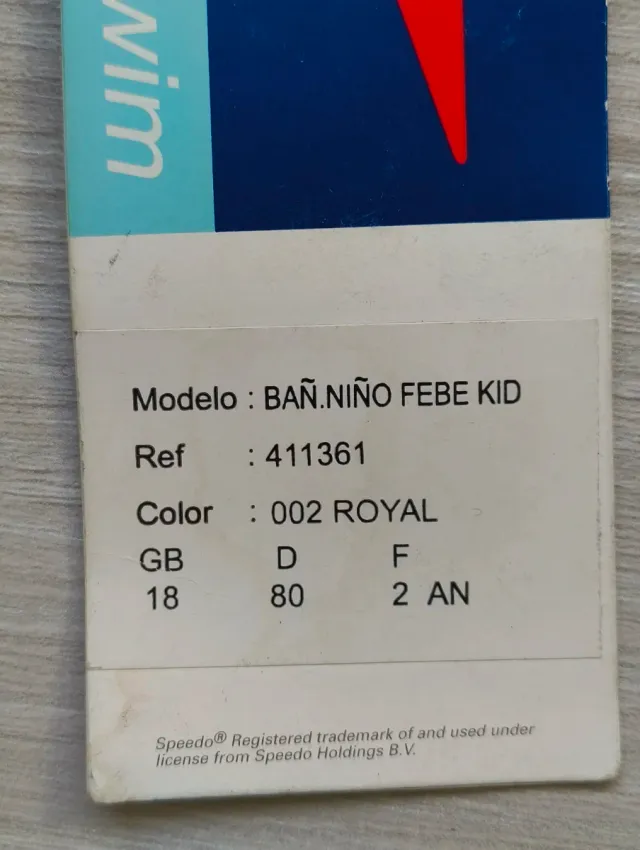 wim
Modelo : BAÑ.NIÑO FEBE KID
Ref : 411361
Color : 002 ROYAL
GB D F
18 80 2 AN
Speedo® Registered trademark of and used under
license from Speedo Holdings B.V.